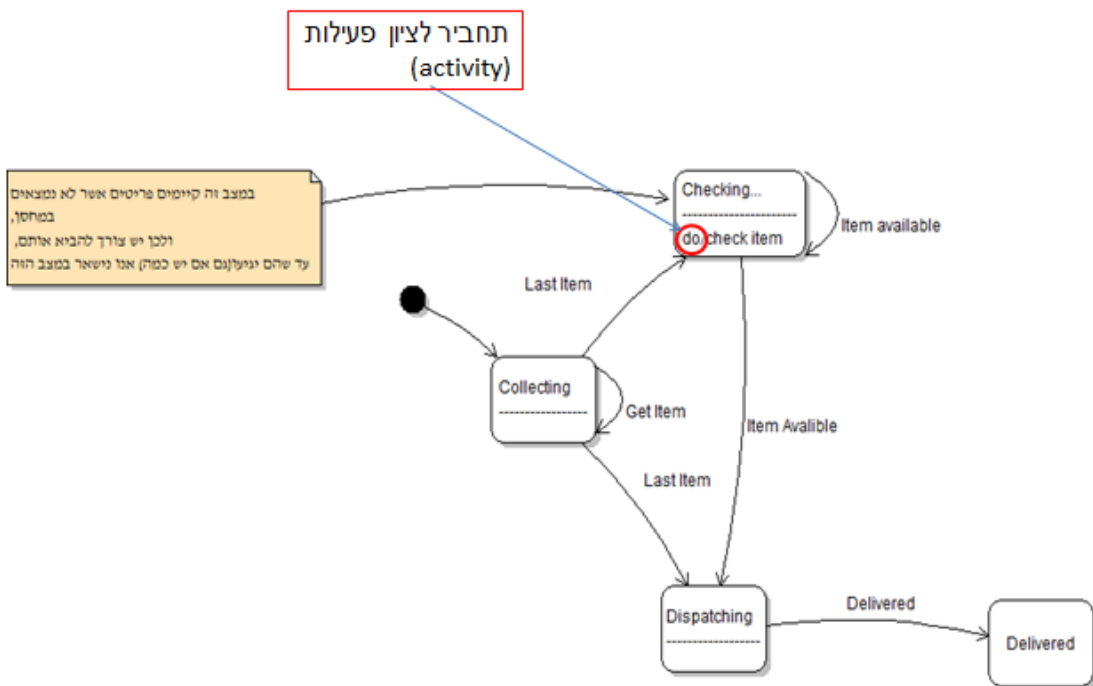 תחביר לציון פעילות
(activity)
במצב זה קיימים פריטים אשר לא נמצאים
במחסן,
ולכן יש צורך להביא אותם,
עד שהם יגיעו(גם אם יש כמה) אנו נישאר במצב הזה
Checking...
do/check item
Item available
Last Item
Collecting
Get Item
Item Avalible
Last Item
Dispatching
Delivered
Delivered